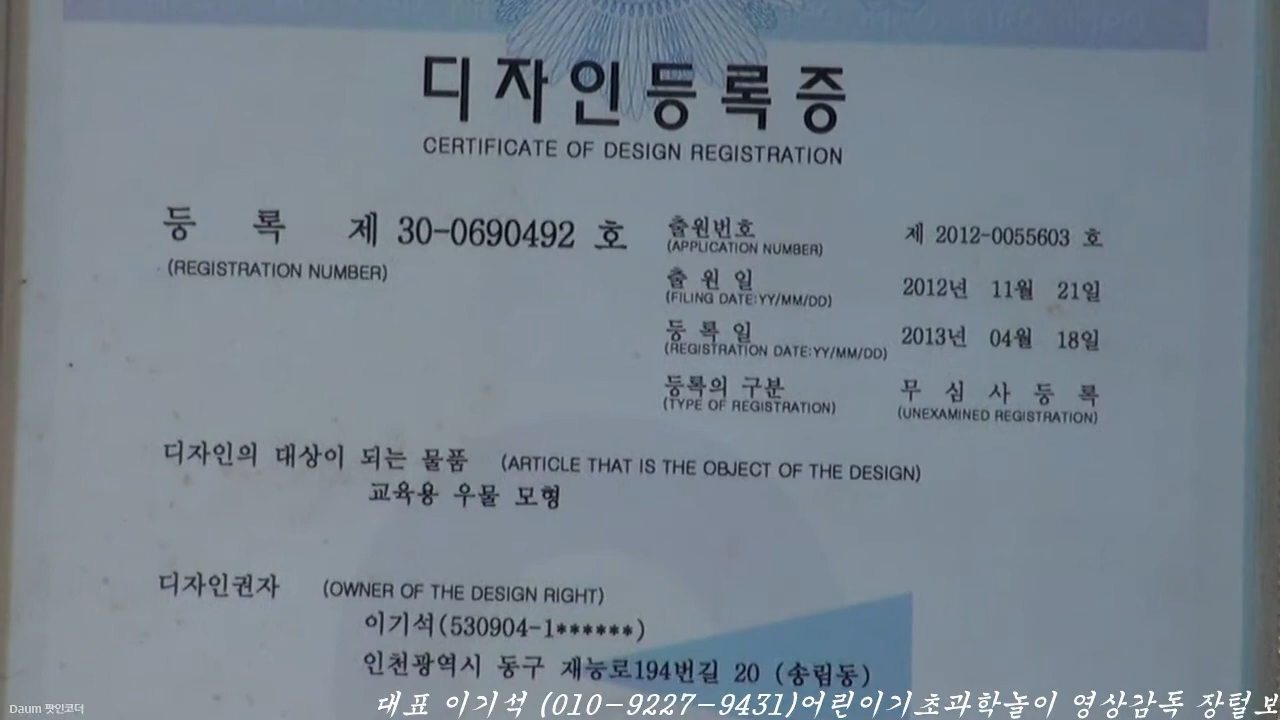 디자인등록증
CERTIFICATE OF DESIGN REGISTRATION
등 록 제 30-0690492 호
(REGISTRATION NUMBER)
출원번호 제 2012-0055603 호
(APPLICATION NUMBER)
출 원 일 2012년 11월 21일
(FILING DATE:YY/MM/DD)
등 록 일 2013년 04월 18일
(REGISTRATION DATE:YY/MM/DD)
등록의 구분 무 심 사 등 록
(TYPE OF REGISTRATION) (UNEXAMINED REGISTRATION)
디자인의 대상이 되는 물품 (ARTICLE THAT IS THE OBJECT OF THE DESIGN)
교육용 우물 모형
디자인권자 (OWNER OF THE DESIGN RIGHT)
이기석(530904-1******)
인천광역시 동구 재능로194번길 20 (송림동)
대표 이기석 (010-9227-9431)어린이기초과학놀이 영상감독 장털보
Daum 팟인코더